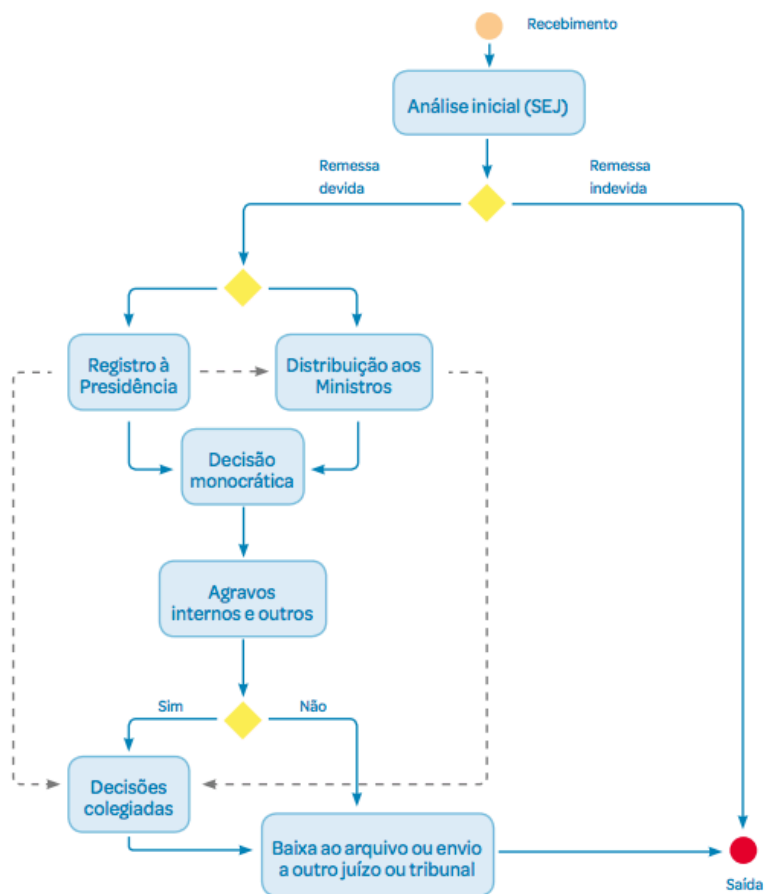 Recebimento
Análise inicial (SEJ)
Remessa
devida
Remessa
indevida
Registro à
Presidência
Distribuição aos
Ministros
Decisão
monocrática
Agravos
internos e outros
Sim
Não
Decisões
colegiadas
Baixa ao arquivo ou envio
a outro juízo ou tribunal
Saída